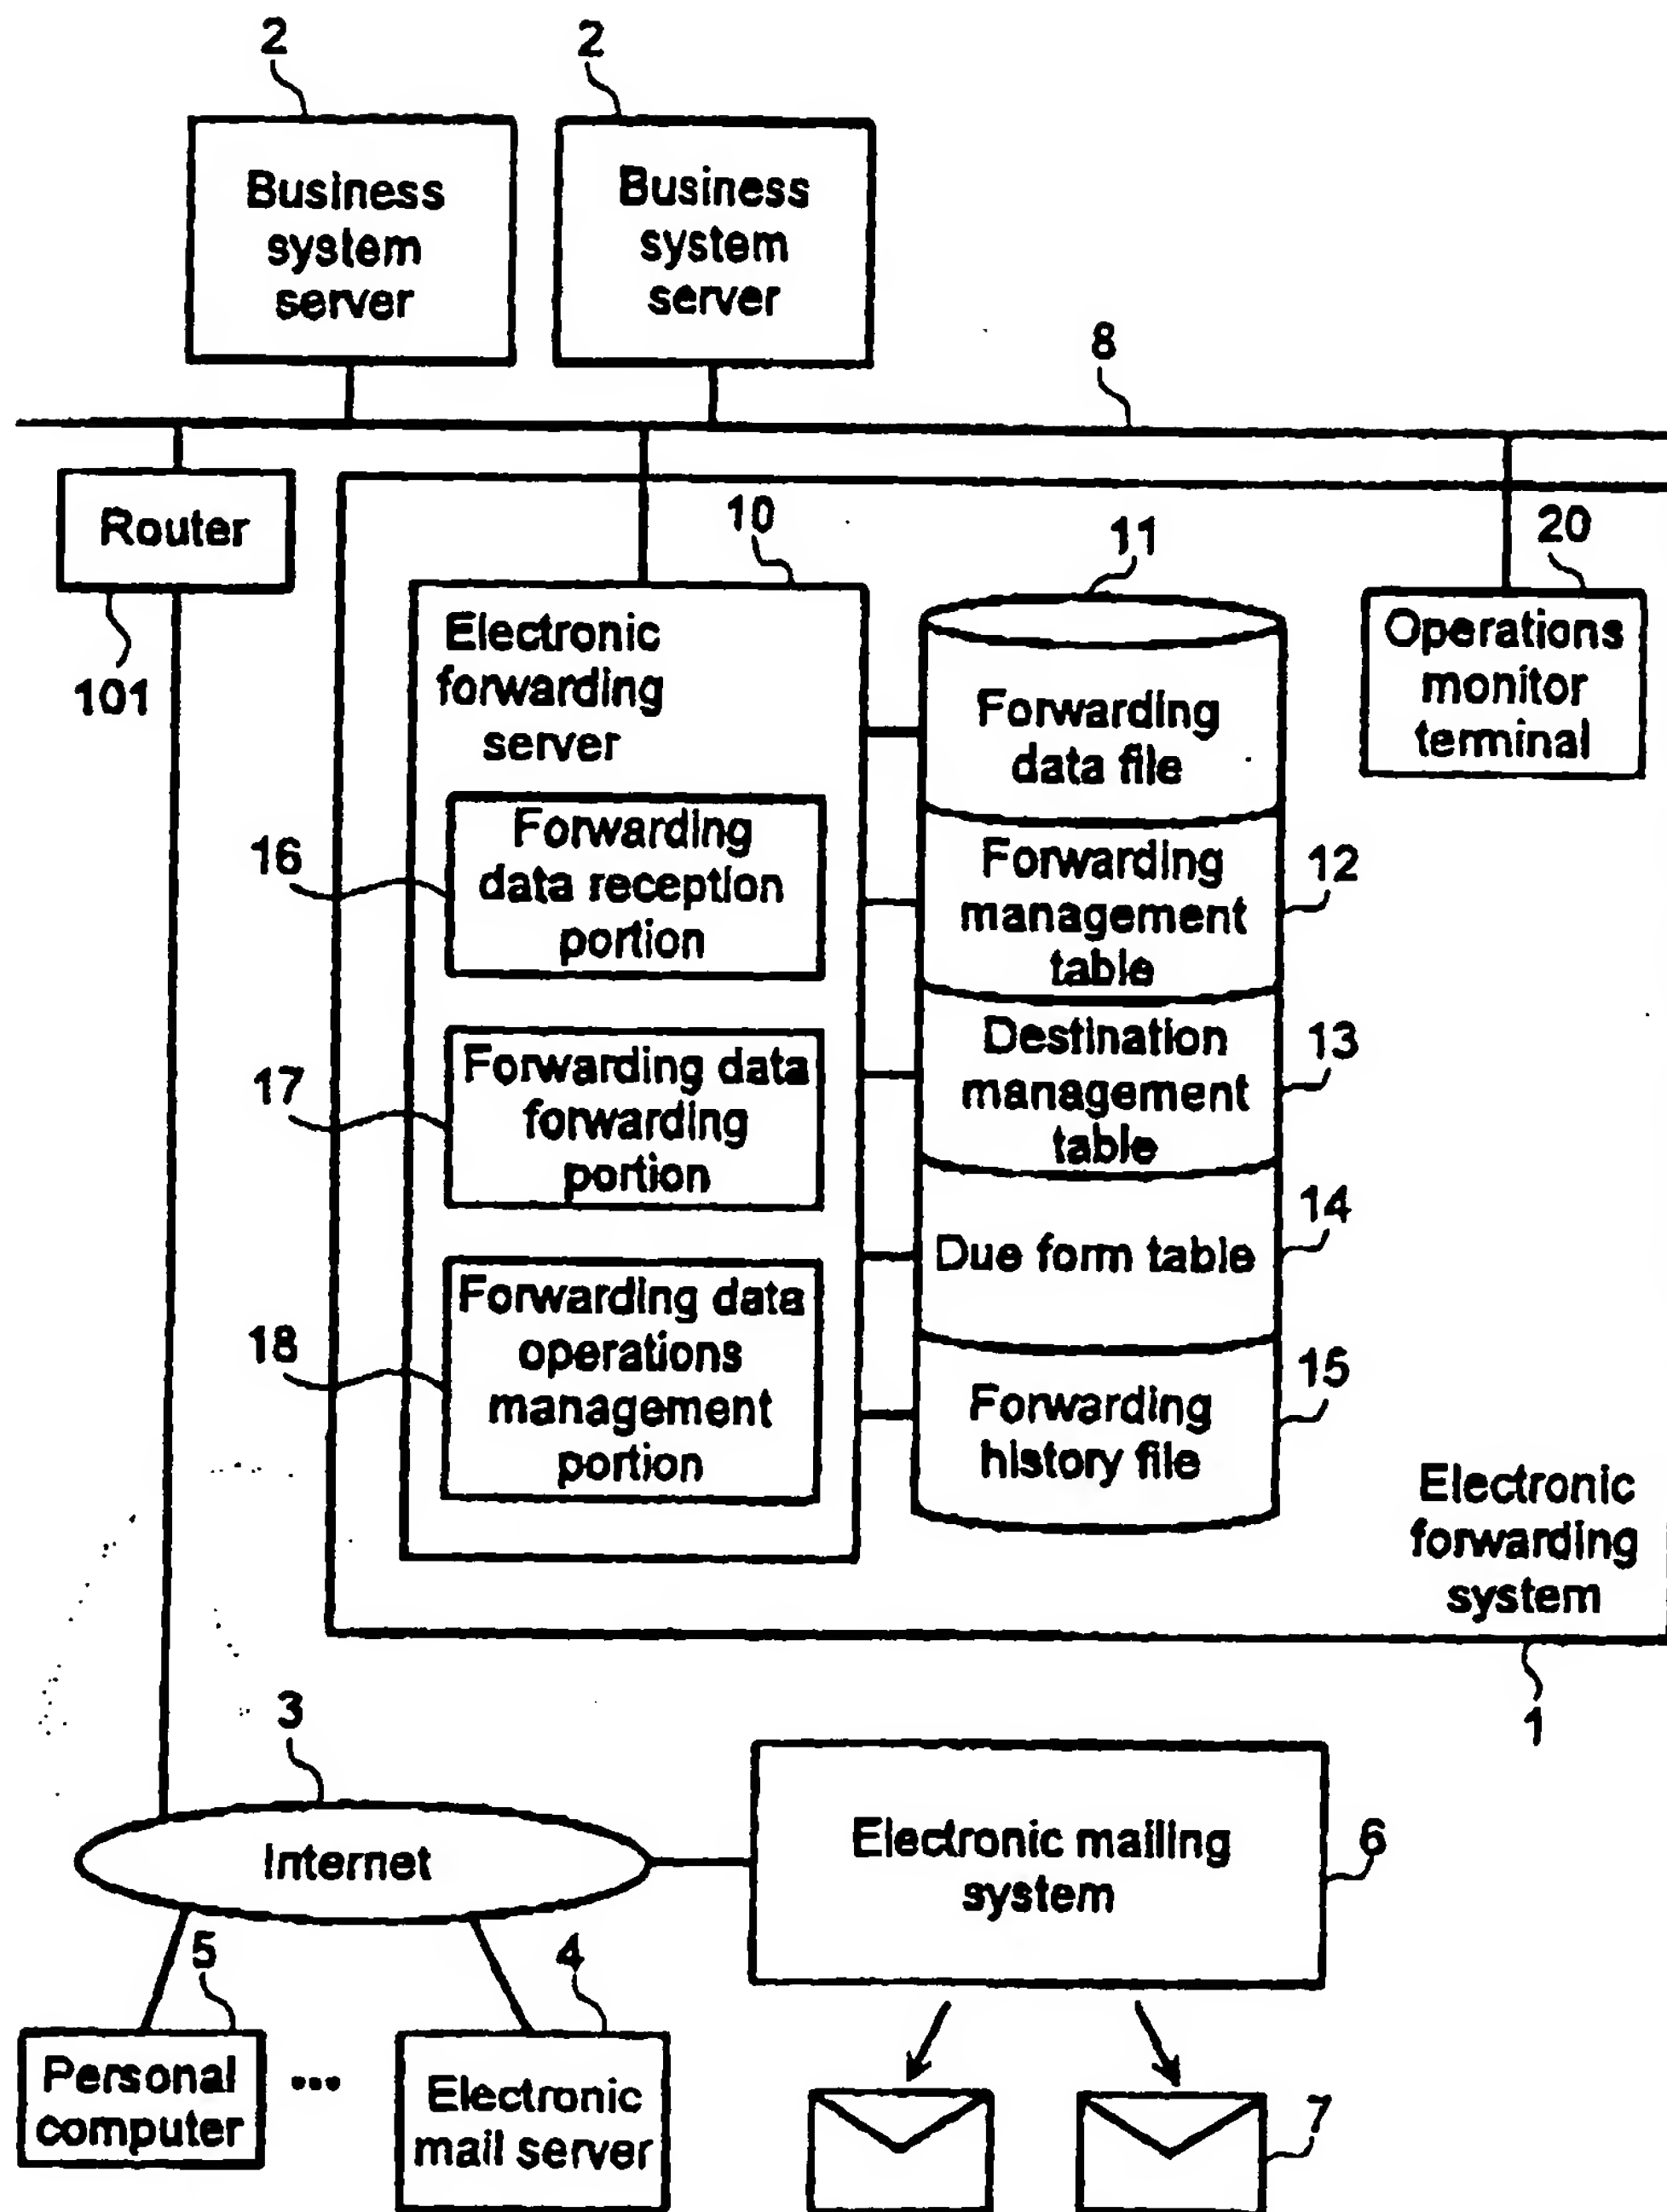 2
2
Business
system
server
Business
system
server
8
Router
101
10
11
20
Electronic
forwarding
server
Forwarding
data file
Operations
monitor
terminal
16
Forwarding
data reception
portion
Forwarding
management
table
12
17
Forwarding data
forwarding
portion
Destination
management
table
13
Due form table
14
18
Forwarding data
operations
management
portion
Forwarding
history file
15
Electronic
forwarding
system
1
3
Internet
Electronic mailing
system
6
5
4
Personal
computer
...
Electronic
mail server
7